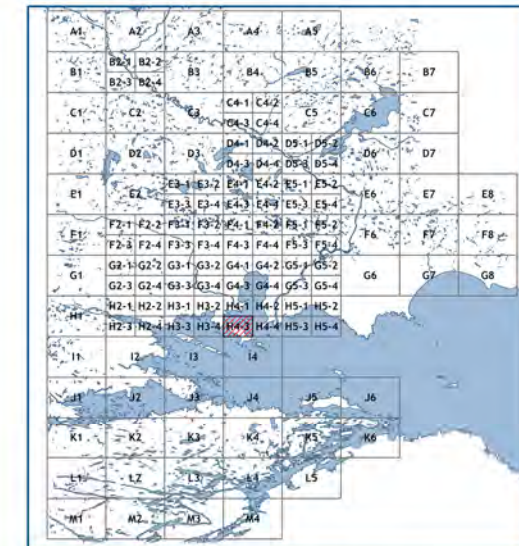 A1 A2 A3 A4 A5
B1 B2-1 B2-2 B3 B4 B5 B6 B7
B2-3 B2-4
C1 C2 C3 C4-1 C4-2 C5 C6 C7
C4-3 C4-4
D1 D2 D3 D4-1 D4-2 D5-1 D5-2 D6 D7
D4-3 D4-4 D5-3 D5-4
E1 E2 E3-1 E3-2 E4-1 E4-2 E5-1 E5-2 E6 E7 E8
E3-3 E3-4 E4-3 E4-4 E5-3 E5-4
F1 F2-1 F2-2 F3-1 F3-2 F4-1 F4-2 F5-1 F5-2 F6 F7 F8
F2-3 F2-4 F3-3 F3-4 F4-3 F4-4 F5-3 F5-4
G1 G2-1 G2-2 G3-1 G3-2 G4-1 G4-2 G5-1 G5-2 G6 G7 G8
G2-3 G2-4 G3-3 G3-4 G4-3 G4-4 G5-3 G5-4
H1 H2-1 H2-2 H3-1 H3-2 H4-1 H4-2 H5-1 H5-2
H2-3 H2-4 H3-3 H3-4 H4-3 H4-4 H5-3 H5-4
I1 I2 I3 I4
J1 J2 J3 J4 J5 J6
K1 K2 K3 K4 K5 K6
L1 L2 L3 L4 L5
M1 M2 M3 M4